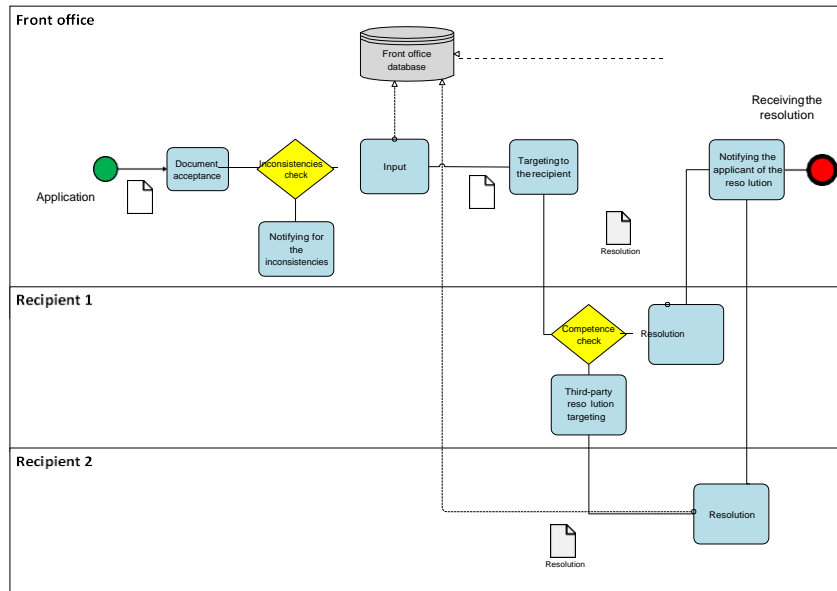 Front office
Front office
database
Receiving the
resolution
Application
Document
acceptance
Inconsistencies
check
Input
Targeting to
the recipient
Notifying the
applicant of the
reso lution
Notifying for
the
inconsistencies
Resolution
Recipient 1
Competence
check
Resolution
Third-party
reso lution
targeting
Recipient 2
Resolution
Resolution